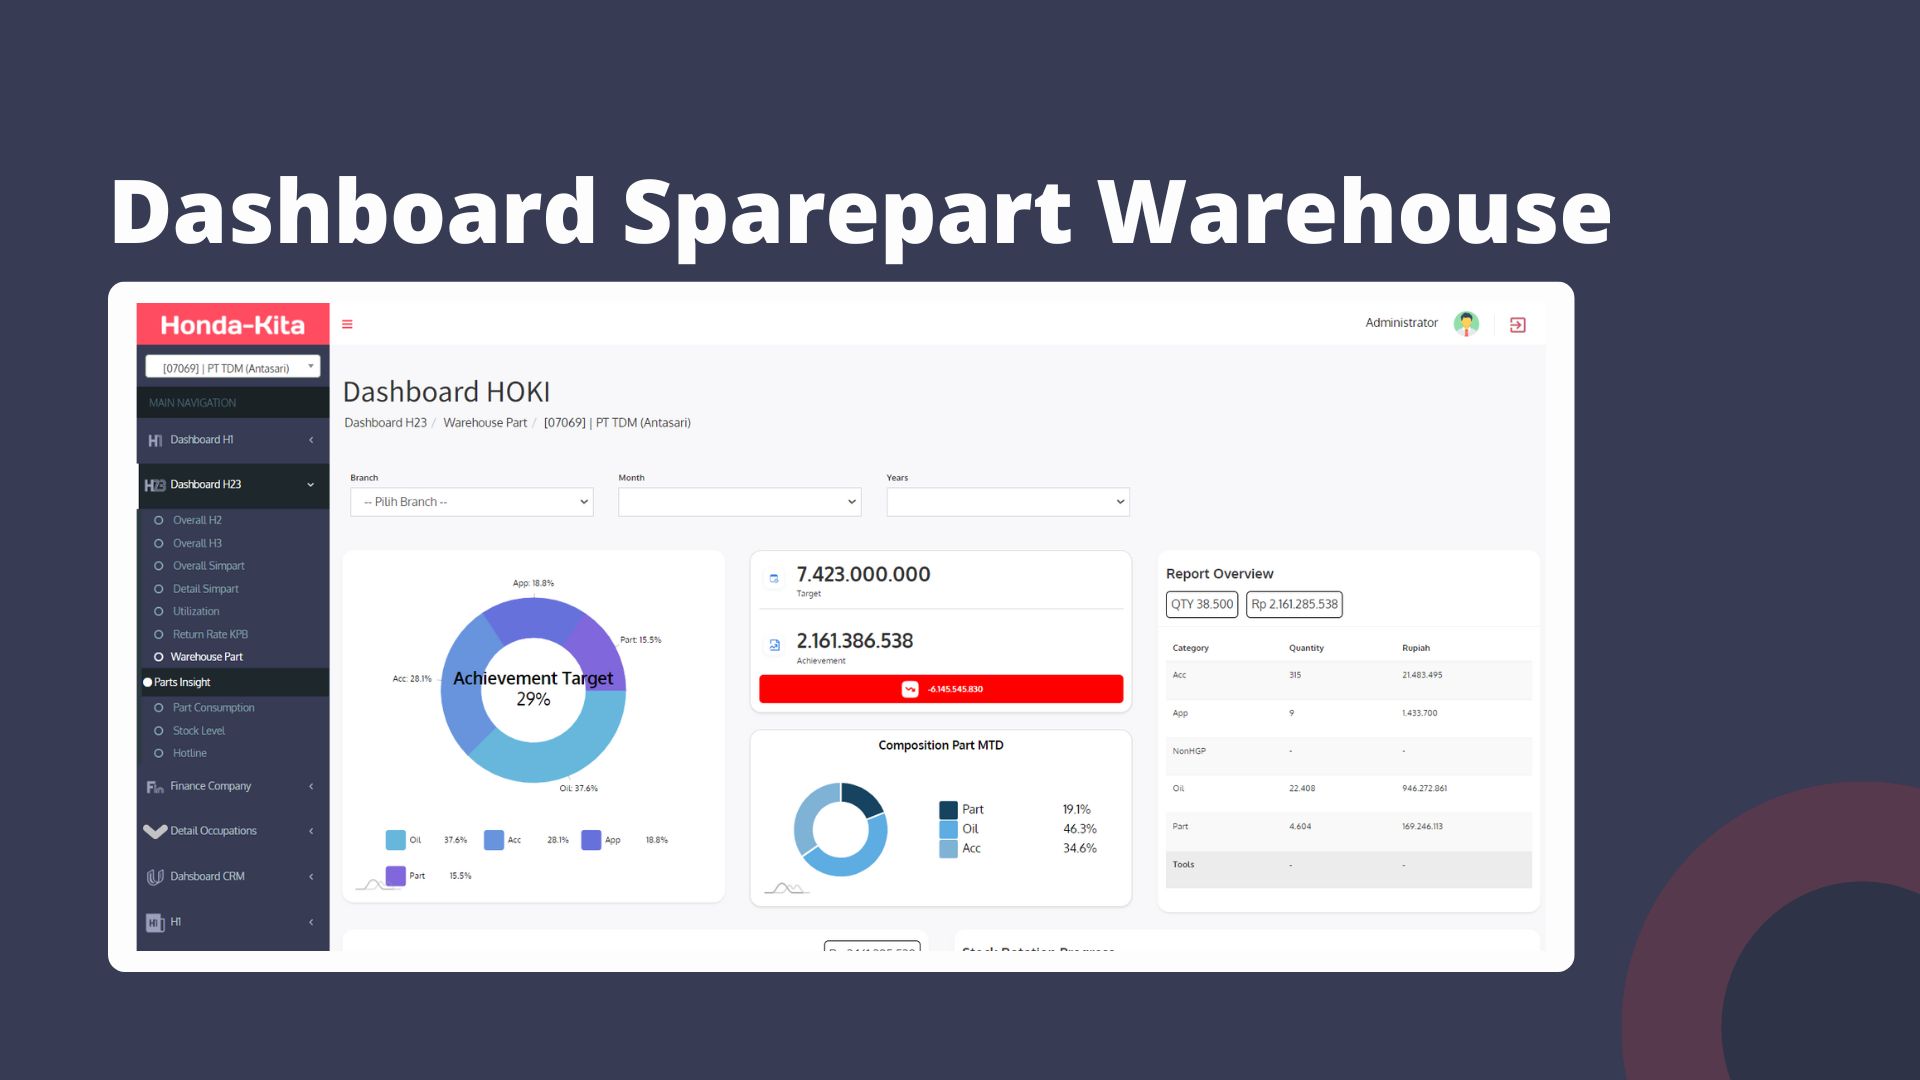 Dashboard Sparepart Warehouse
Honda-Kita
Administrator
[07069] | PT TDM (Antasari)
MAIN NAVIGATION
Dashboard H1
Dashboard H23
Overall H2
Overall H3
Overall Simpart
Detail Simpart
Utilization
Return Rate KPB
Warehouse Part
Parts Insight
Part Consumption
Stock Level
Hotline
Finance Company
Detail Occupations
Dahsboard CRM
H1
Dashboard HOKI
Dashboard H23 / Warehouse Part / [07069] | PT TDM (Antasari)
Branch Month Years
-- Pilih Branch --
App: 18.8%
Part: 15.5%
Acc: 28.1%
Achievement Target
29%
Oil: 37.6%
Oil 37.6% Acc 28.1% App 18.8%
Part 15.5%
7.423.000.000
Target
2.161.386.538
Achievement
-6.145.545.830
Composition Part MTD
Part 19.1%
Oil 46.3%
Acc 34.6%
Report Overview
QTY 38.500 Rp 2.161.285.538
Category Quantity Rupiah
Acc 315 21.483.495
App 9 1.433.700
NonHGP - -
Oil 22.408 946.272.861
Part 4.604 169.246.113
Tools - -
Stock Rotation Progress